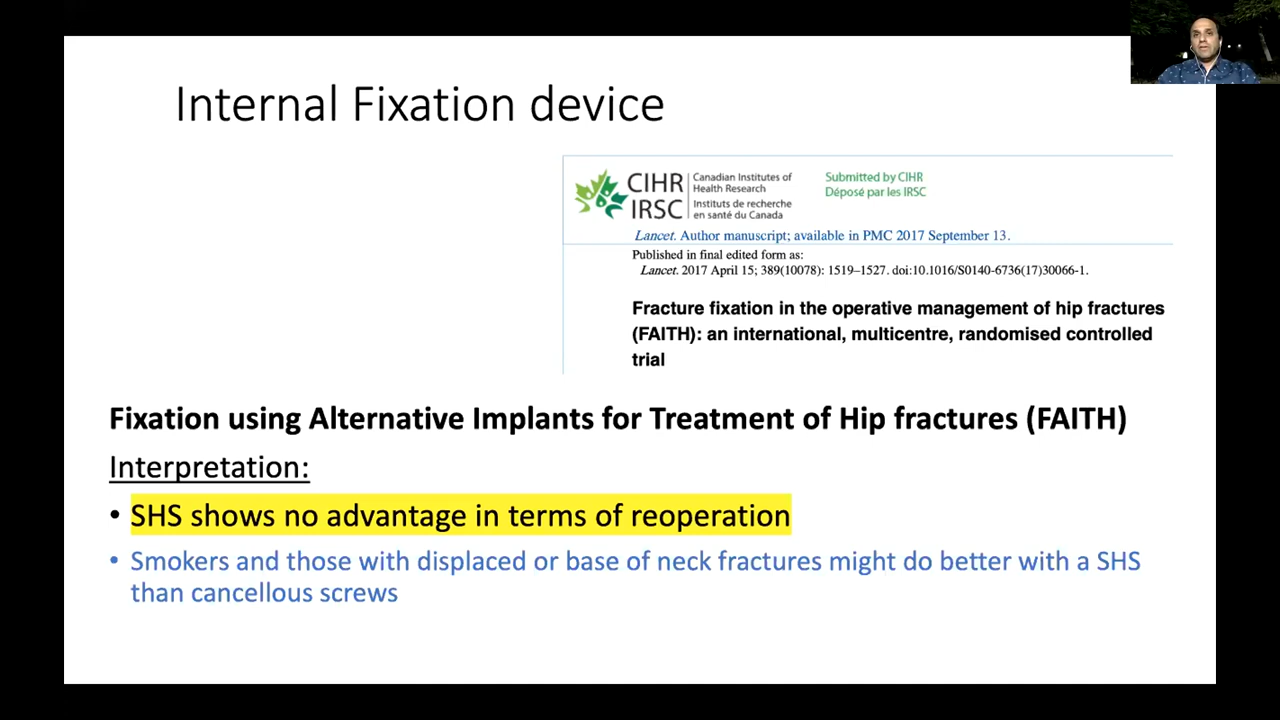 Internal Fixation device
CIHR
IRSC
Canadian Institutes of
Health Research
Instituts de recherche
en santé du Canada
Submitted by CIHR
Déposé par les IRSC
Lancet. Author manuscript; available in PMC 2017 September 13.
Published in final edited form as:
Lancet. 2017 April 15; 389(10078): 1519–1527. doi:10.1016/S0140-6736(17)30066-1.
Fracture fixation in the operative management of hip fractures
(FAITH): an international, multicentre, randomised controlled
trial
Fixation using Alternative Implants for Treatment of Hip fractures (FAITH)
Interpretation:
• SHS shows no advantage in terms of reoperation
• Smokers and those with displaced or base of neck fractures might do better with a SHS
than cancellous screws